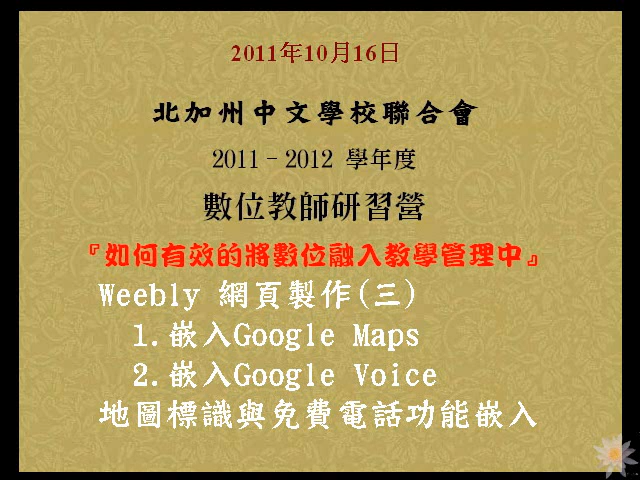 2011年10月16日
北加州中文學校聯合會
2011-2012 學年度
數位教師研習營
『如何有效的將數位融入教學管理中』
Weebly 網頁製作(三)
1.嵌入Google Maps
2.嵌入Google Voice
地圖標識與免費電話功能嵌入